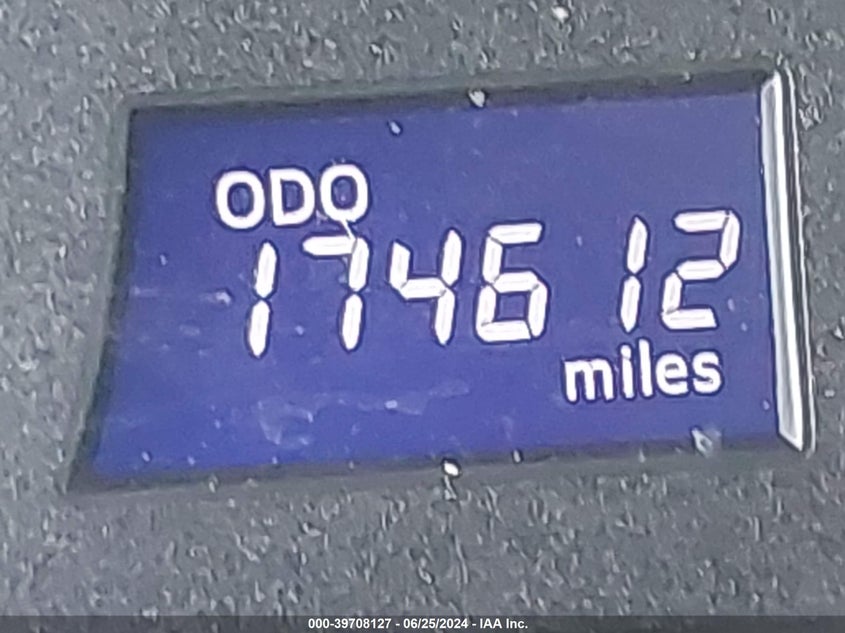 ODO
174612
miles
000-39708127 - 06/25/2024 - IAA Inc.